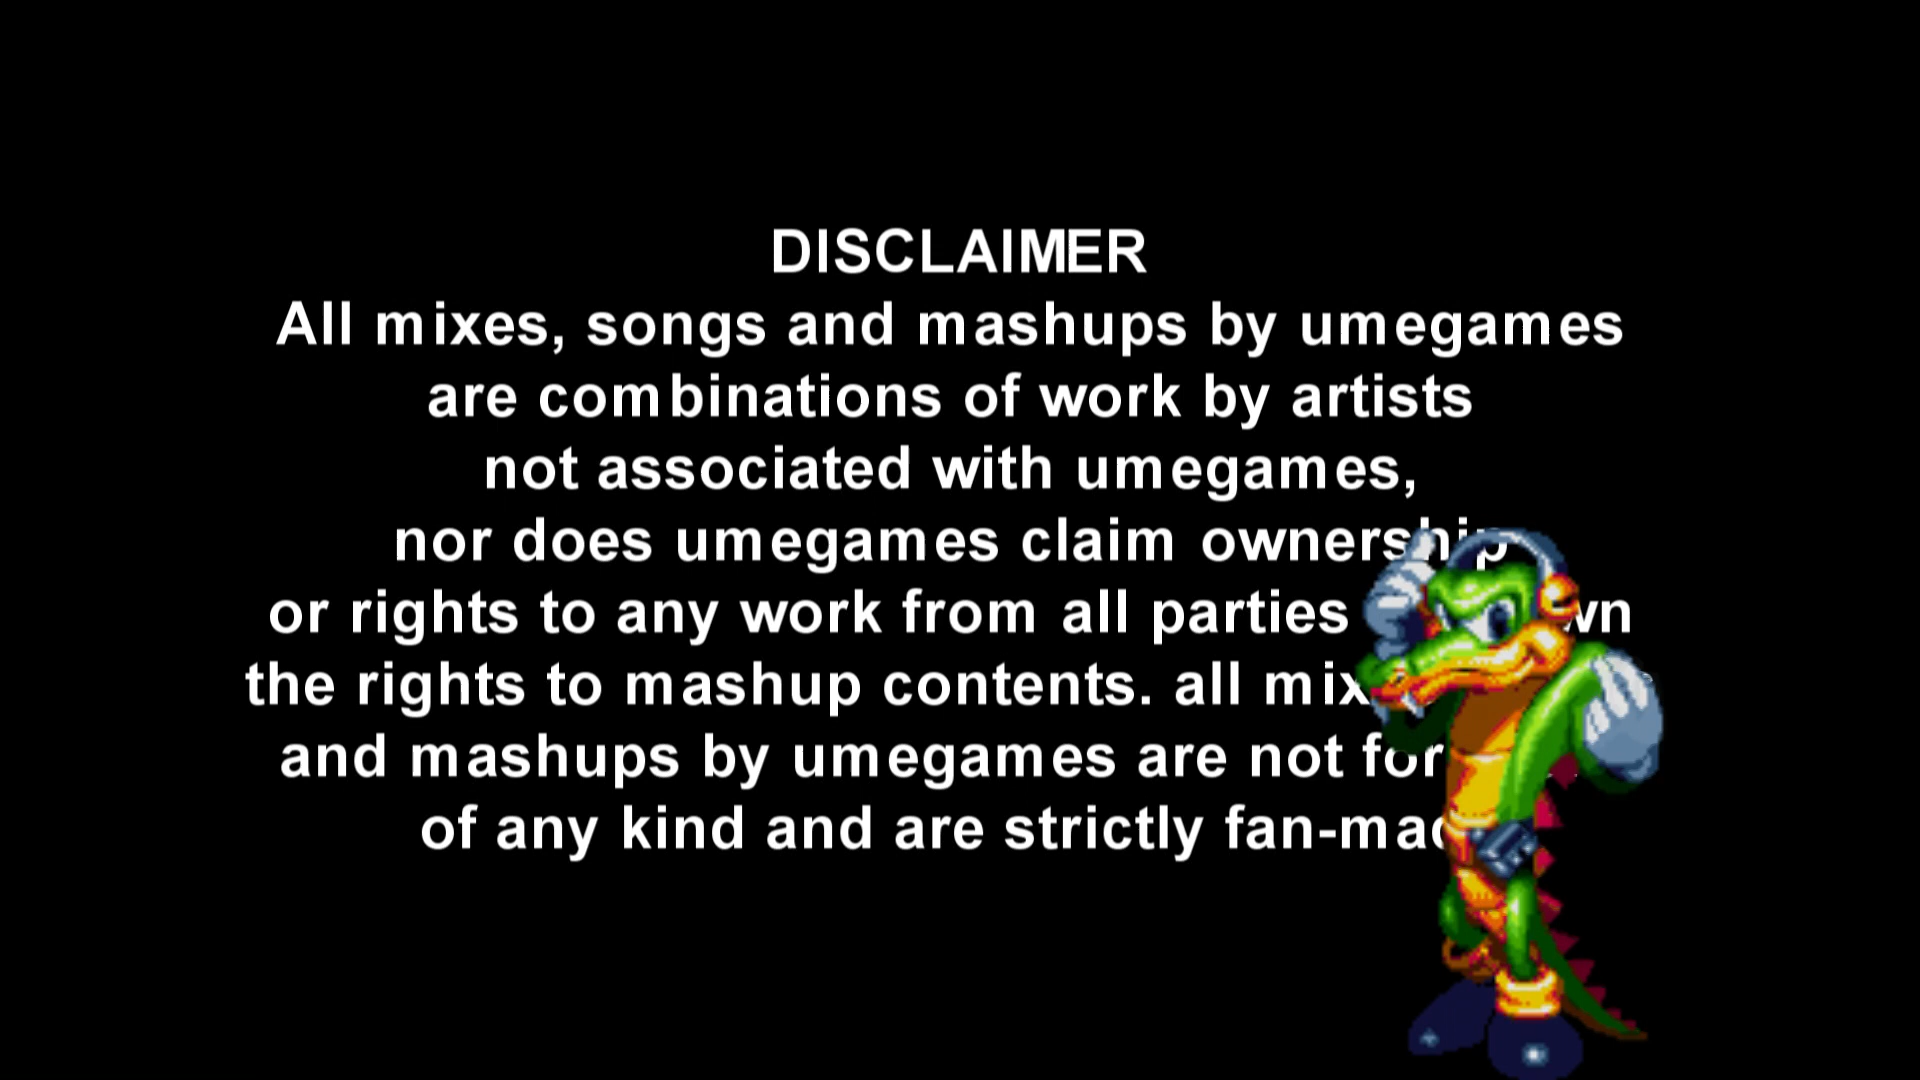 DISCLAIMER
All mixes, songs and mashups by umegames
are combinations of work by artists
not associated with umegames,
nor does umegames claim ownership
or rights to any work from all parties
the rights to mashup contents. all
and mashups by umegames are not for
of any kind and are strictly